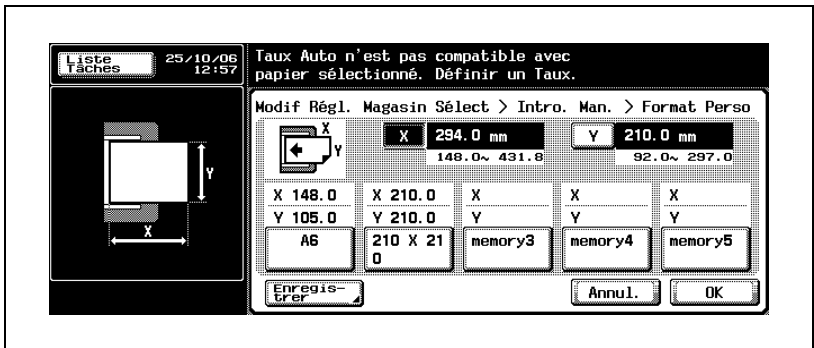 Liste Tâches
25/10/06
12:57
Taux Auto n'est pas compatible avec
papier sélectionné. Définir un Taux.
Modif Régl. Magasin Sélect > Intro. Man. > Format Perso
X
Y
X 294.0 mm
148.0~ 431.8
Y 210.0 mm
92.0~ 297.0
Y
X
X 148.0 X 210.0 X X X
Y 105.0 Y 210.0 Y Y Y
A6 210 X 21 memory3 memory4 memory5
0
Enregis-
trer
Annul. OK